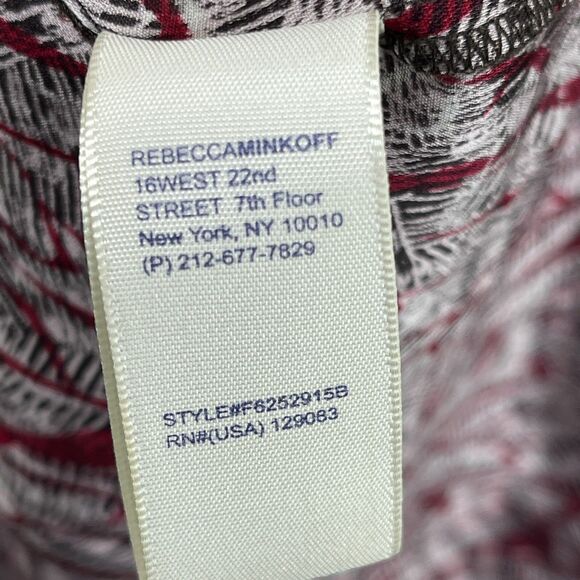 REBECCAMINKOFF
16WEST 22nd
STREET 7th Floor
New York, NY 10010
(P) 212-677-7829
STYLE#F6252915B
RN#(USA) 129083